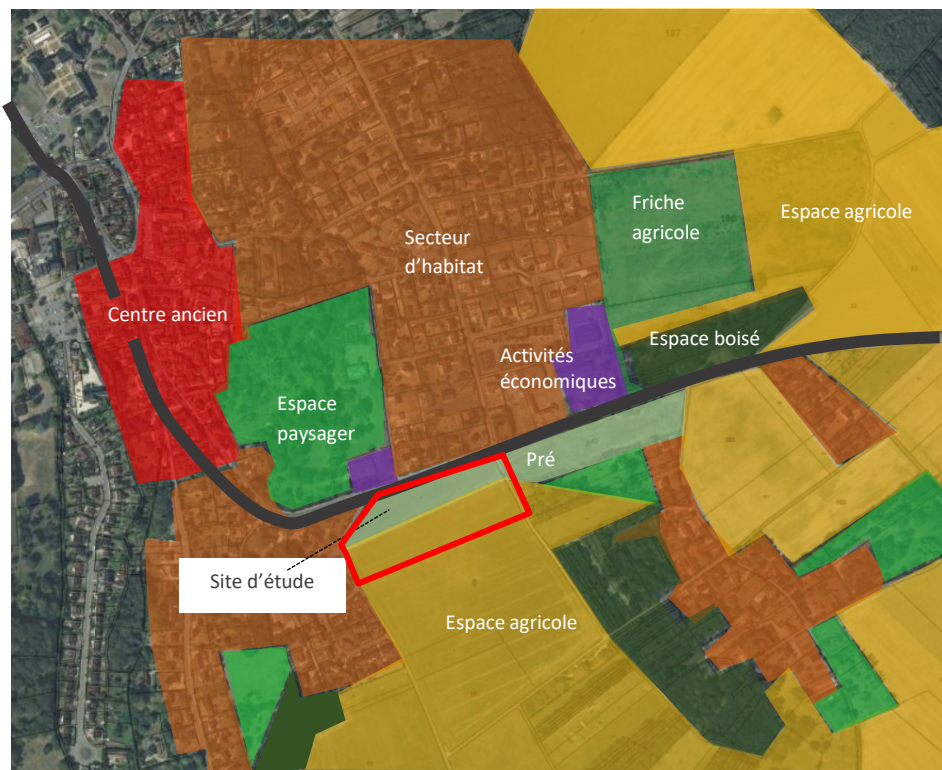 Friche
agricole
Espace agricole
Secteur
d'habitat
Centre ancien
Espace boisé
Activités
économiques
Espace
paysager
Pré
Site d'étude
Espace agricole